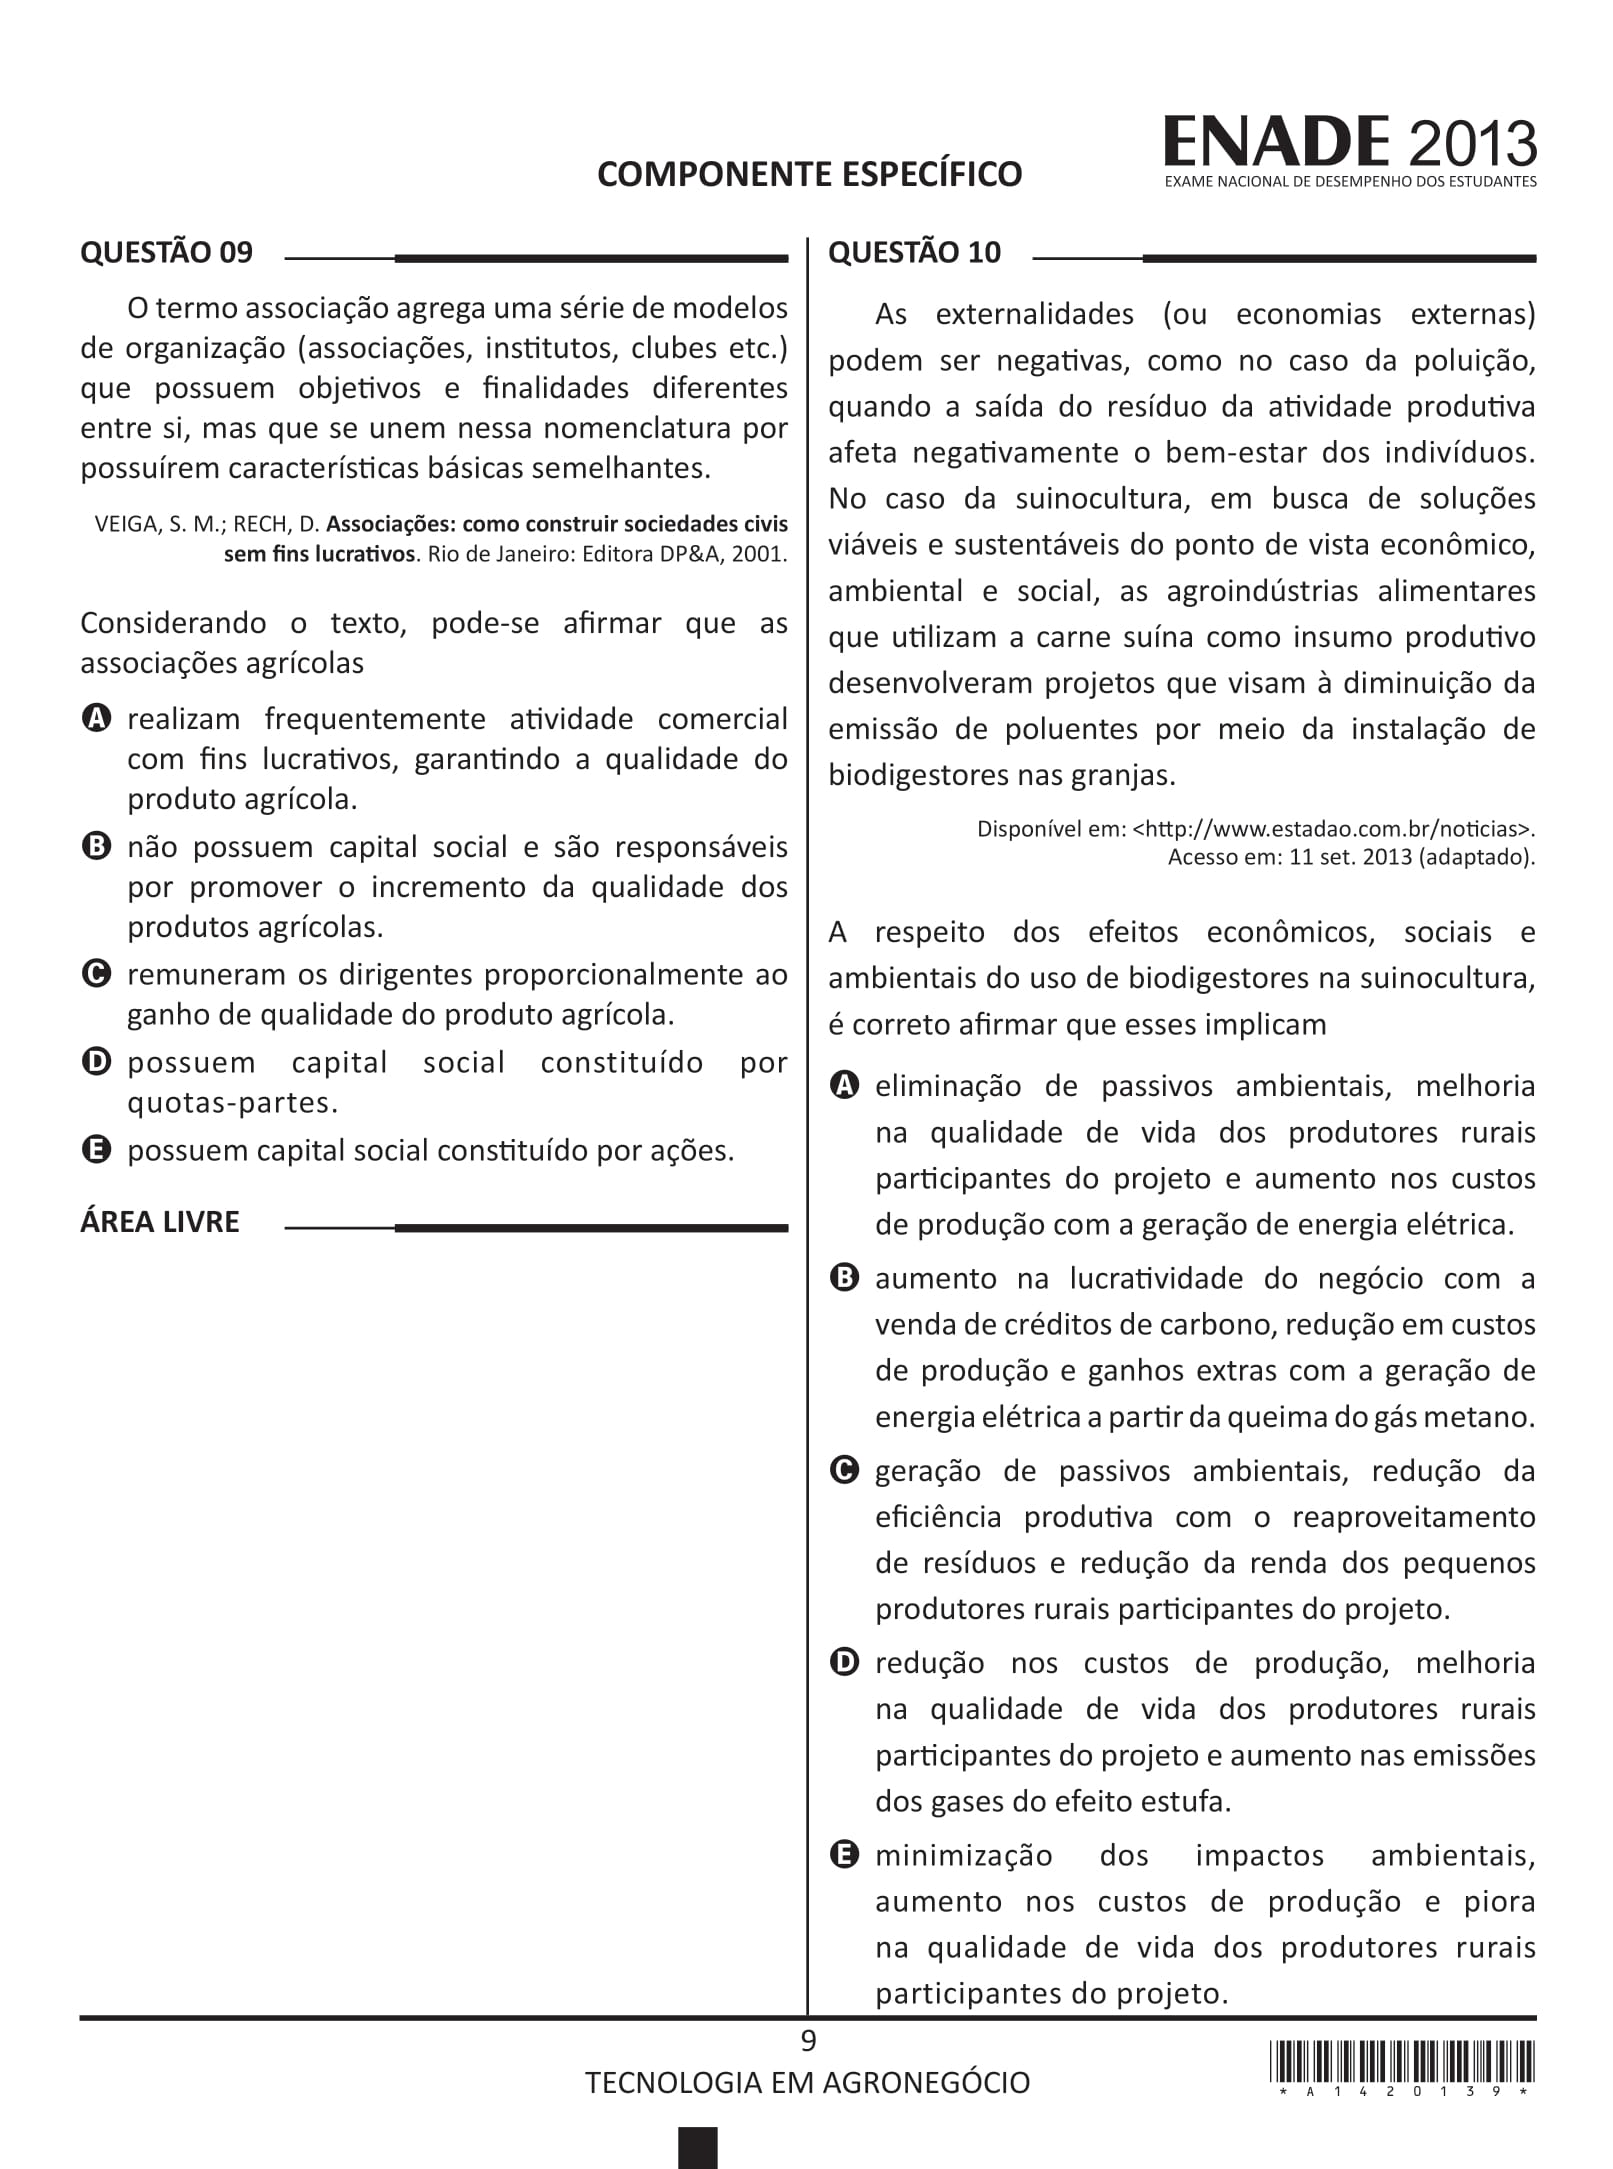 COMPONENTE ESPECÍFICO
ENADE 2013
EXAME NACIONAL DE DESEMPENHO DOS ESTUDANTES
QUESTÃO 09
O termo associação agrega uma série de modelos
de organização (associações, institutos, clubes etc.)
que possuem objetivos e finalidades diferentes
entre si, mas que se unem nessa nomenclatura por
possuírem características básicas semelhantes.
VEIGA, S. M.; RECH, D. Associações: como construir sociedades civis
sem fins lucrativos. Rio de Janeiro: Editora DP&A, 2001.
Considerando o texto, pode-se afirmar que as
associações agrícolas
A realizam frequentemente atividade comercial
com fins lucrativos, garantindo a qualidade do
produto agrícola.
B não possuem capital social e são responsáveis
por promover o incremento da qualidade dos
produtos agrícolas.
C remuneram os dirigentes proporcionalmente ao
ganho de qualidade do produto agrícola.
D possuem capital social constituído por
quotas-partes.
E possuem capital social constituído por ações.
ÁREA LIVRE
QUESTÃO 10
As externalidades (ou economias externas)
podem ser negativas, como no caso da poluição,
quando a saída do resíduo da atividade produtiva
afeta negativamente o bem-estar dos indivíduos.
No caso da suinocultura, em busca de soluções
viáveis e sustentáveis do ponto de vista econômico,
ambiental e social, as agroindústrias alimentares
que utilizam a carne suína como insumo produtivo
desenvolveram projetos que visam à diminuição da
emissão de poluentes por meio da instalação de
biodigestores nas granjas.
Disponível em: <http://www.estadao.com.br/noticias>.
Acesso em: 11 set. 2013 (adaptado).
A respeito dos efeitos econômicos, sociais e
ambientais do uso de biodigestores na suinocultura,
é correto afirmar que esses implicam
A eliminação de passivos ambientais, melhoria
na qualidade de vida dos produtores rurais
participantes do projeto e aumento nos custos
de produção com a geração de energia elétrica.
B aumento na lucratividade do negócio com a
venda de créditos de carbono, redução em custos
de produção e ganhos extras com a geração de
energia elétrica a partir da queima do gás metano.
C geração de passivos ambientais, redução da
eficiência produtiva com o reaproveitamento
de resíduos e redução da renda dos pequenos
produtores rurais participantes do projeto.
D redução nos custos de produção, melhoria
na qualidade de vida dos produtores rurais
participantes do projeto e aumento nas emissões
dos gases do efeito estufa.
E minimização dos impactos ambientais,
aumento nos custos de produção e piora
na qualidade de vida dos produtores rurais
participantes do projeto.
9
TECNOLOGIA EM AGRONEGÓCIO
* A 1 4 2 0 1 3 9 *